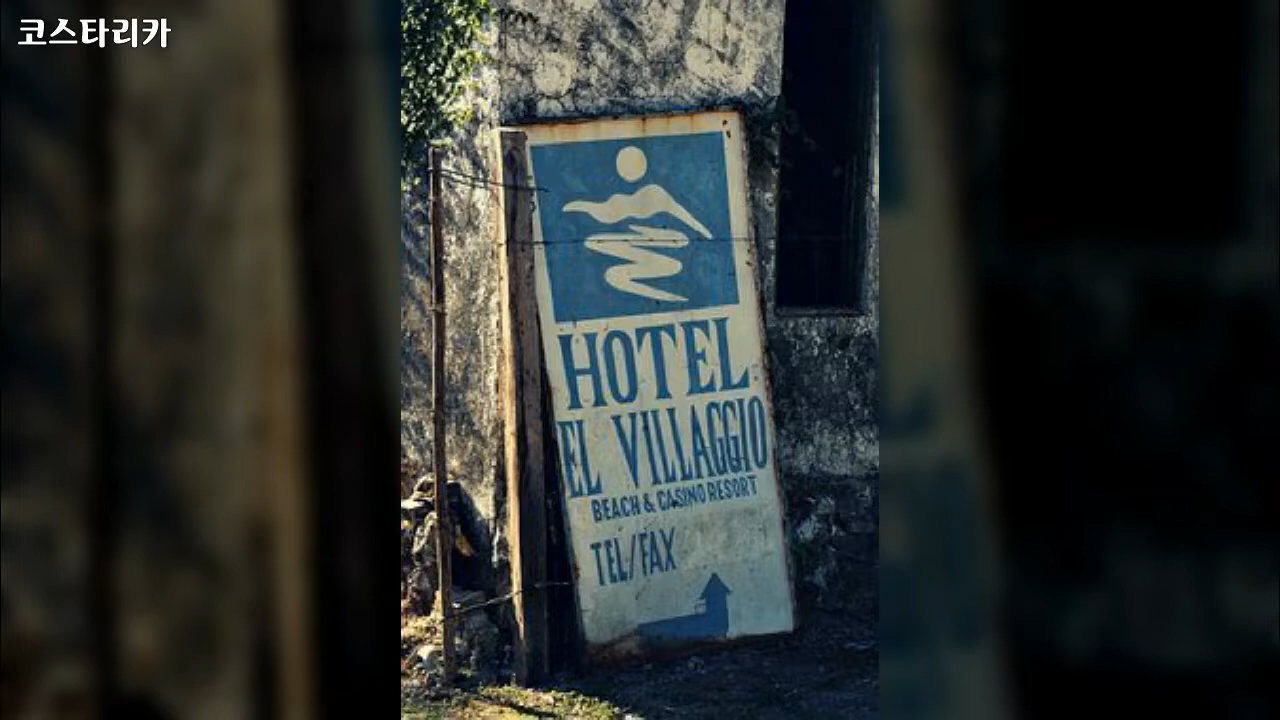 코스타리카
HOTEL
EL VILLAGGIO
BEACH & CASINO RESORT
TEL/FAX